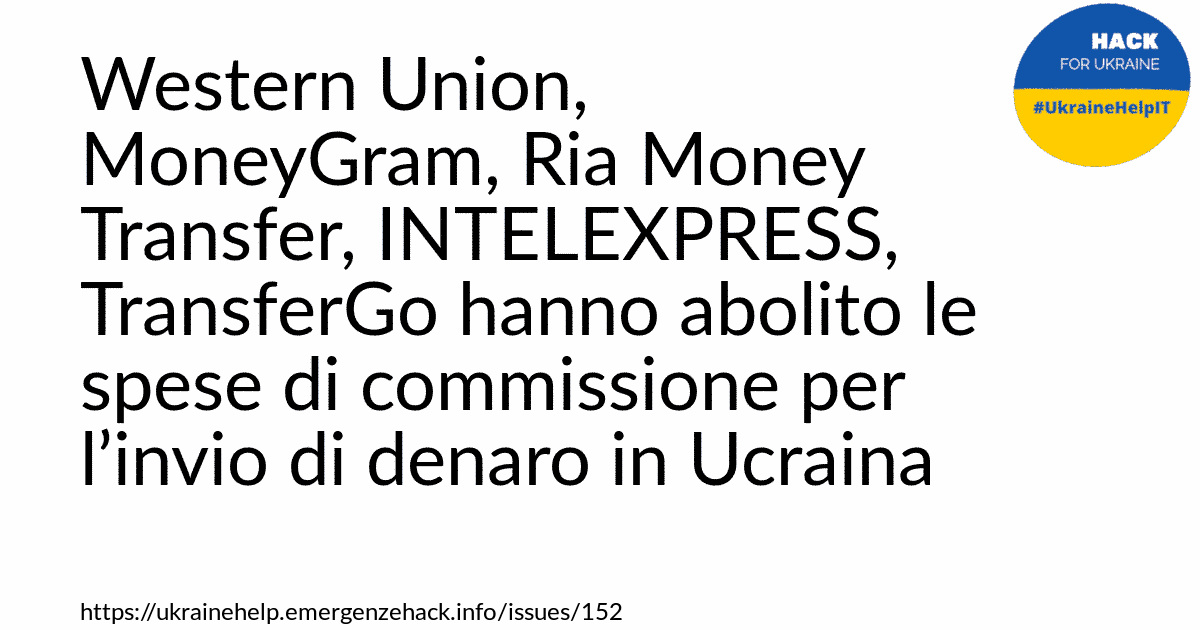 Western Union,
MoneyGram, Ria Money
Transfer, INTELEXPRESS,
TransferGo hanno abolito le
spese di commissione per
l’invio di denaro in Ucraina
HACK
FOR UKRAINE
#UkraineHelpIT
https://ukrainehelp.emergenzehack.info/issues/152